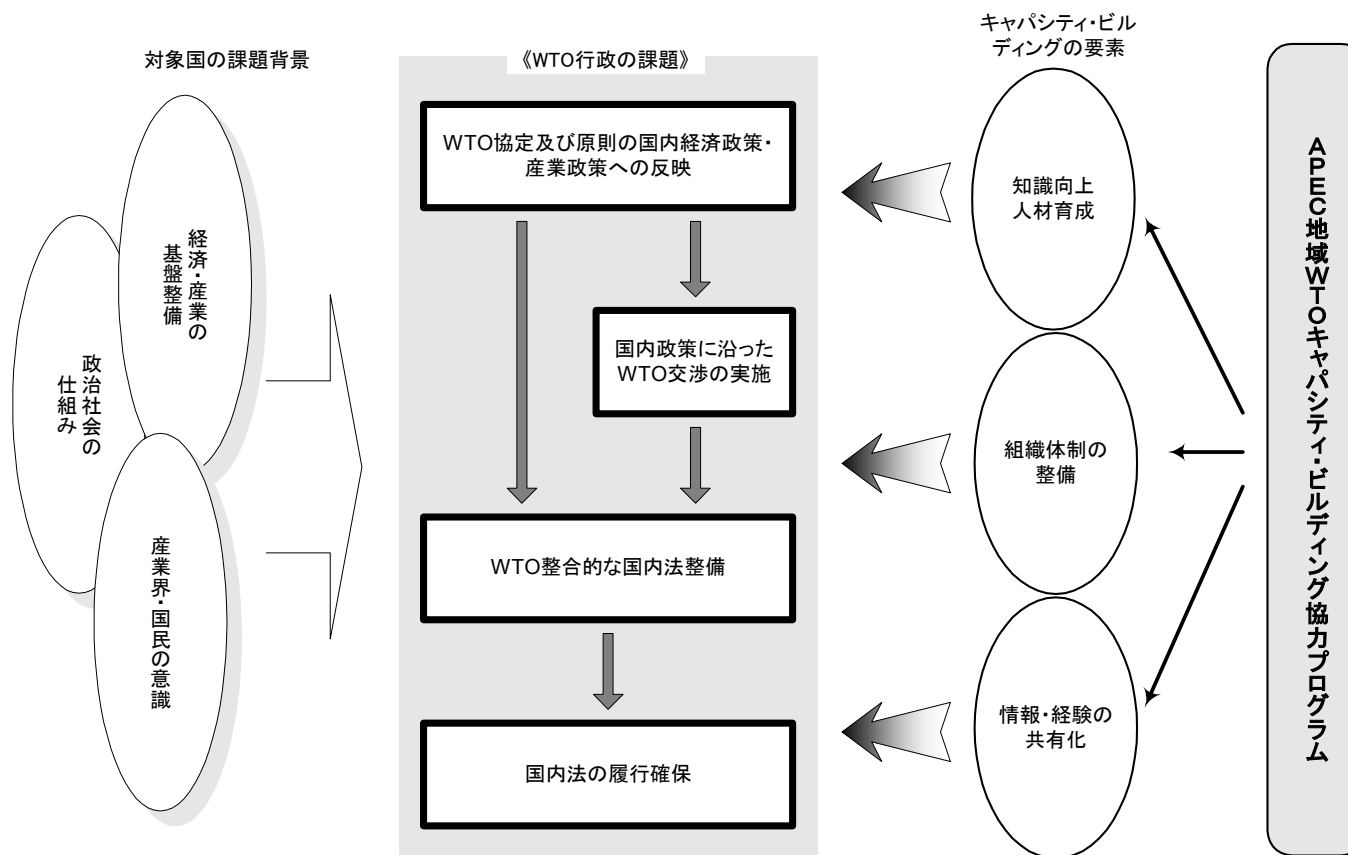 対象国の課題背景
経済・産業の
基盤整備
政治社会の
仕組み
産業界・国民の意識
《WTO行政の課題》
WTO協定及び原則の国内経済政策・
産業政策への反映
国内政策に沿った
WTO交渉の実施
WTO整合的な国内法整備
国内法の履行確保
キャパシティ・ビル
ディングの要素
知識向上
人材育成
組織体制の
整備
情報・経験の
共有化
APEC地域WTOキャパシティ・ビルディング協力プログラム